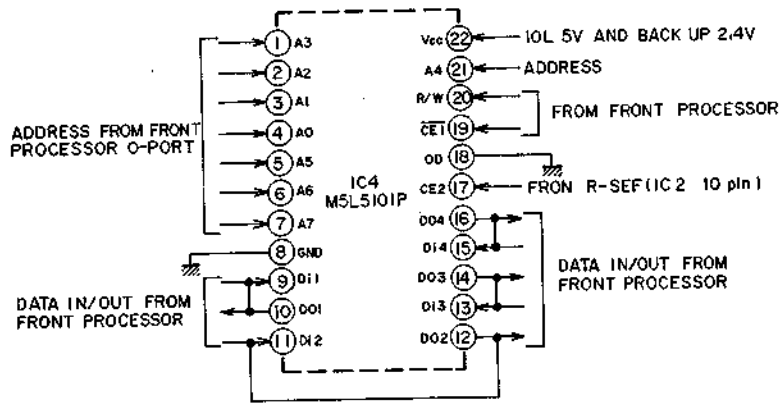 ADDRESS FROM FRONT
PROCESSOR O-PORT
DATA IN/OUT FROM
FRONT PROCESSOR
1 A3
2 A2
3 A1
4 A0
5 A5
6 A6
7 A7
8 GND
9 Di1
10 DO1
11 Di2
IC4
M5L5101P
Vcc 22
A4 21
R/W 20
CE1 19
OD 18
CE2 17
DO4 16
Di4 15
DO3 14
Di3 13
DO2 12
IOL 5V AND BACK UP 2.4V
ADDRESS
FROM FRONT PROCESSOR
FRON R-SEF(IC2 10 pin)
DATA IN/OUT FROM
FRONT PROCESSOR